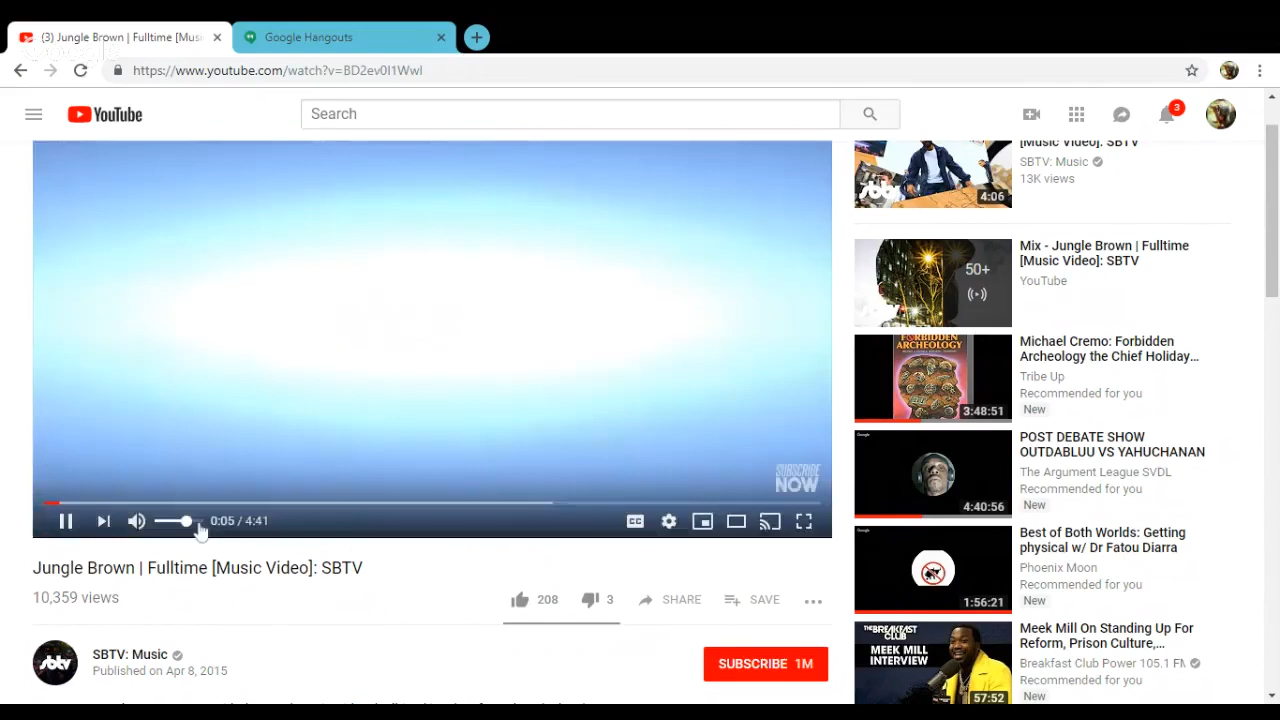 (3) Jungle Brown | Fulltime [Mus
Google Hangouts
https://www.youtube.com/watch?v=BD2ev0I1WwI
YouTube
Search
3
[Music Video]: SBTV
SBTV: Music
13K views
sbtv
4:06
Mix - Jungle Brown | Fulltime
[Music Video]: SBTV
YouTube
50+
Michael Cremo: Forbidden
Archeology the Chief Holiday…
Tribe Up
Recommended for you
New
FORBIDDEN
ARCHEOLOGY
3:48:51
POST DEBATE SHOW
OUTDABLUU VS YAHUCHANAN
The Argument League SVDL
Recommended for you
New
4:40:56
Best of Both Worlds: Getting
physical w/ Dr Fatou Diarra
Phoenix Moon
Recommended for you
New
1:56:21
Meek Mill On Standing Up For
Reform, Prison Culture,…
Breakfast Club Power 105.1 FM
Recommended for you
New
THE BREAKFAST
CLUB
MEEK MILL
INTERVIEW
57:52
SUBSCRIBE
NOW
0:05 / 4:41
CC
Jungle Brown | Fulltime [Music Video]: SBTV
10,359 views
208
3
SHARE
SAVE
sbtv
SBTV: Music
Published on Apr 8, 2015
SUBSCRIBE 1M